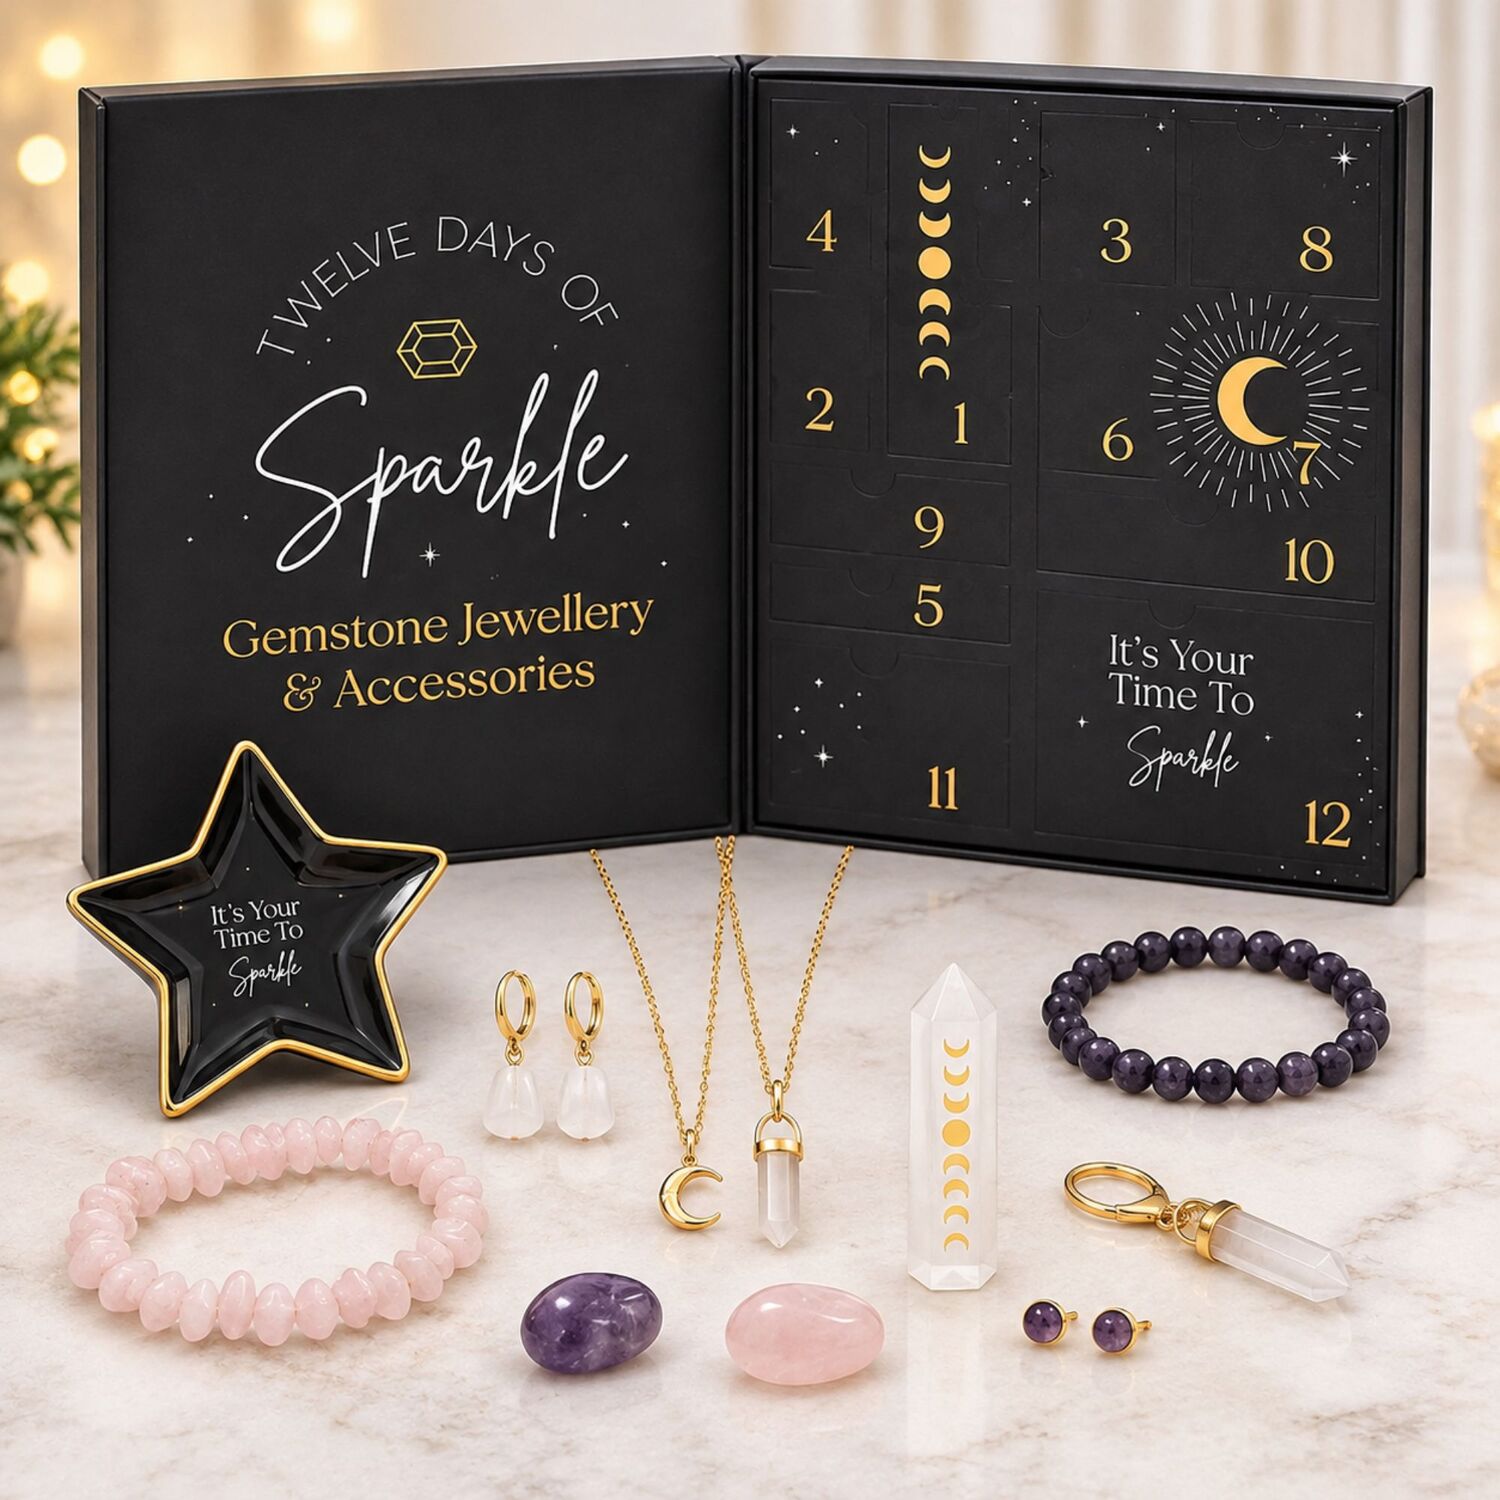 TWELVE DAYS OF
Sparkle
Gemstone Jewellery
& Accessories
4
3
8
2
1
6
7
9
10
5
It's Your
Time To
Sparkle
11
12
It's Your
Time To
Sparkle